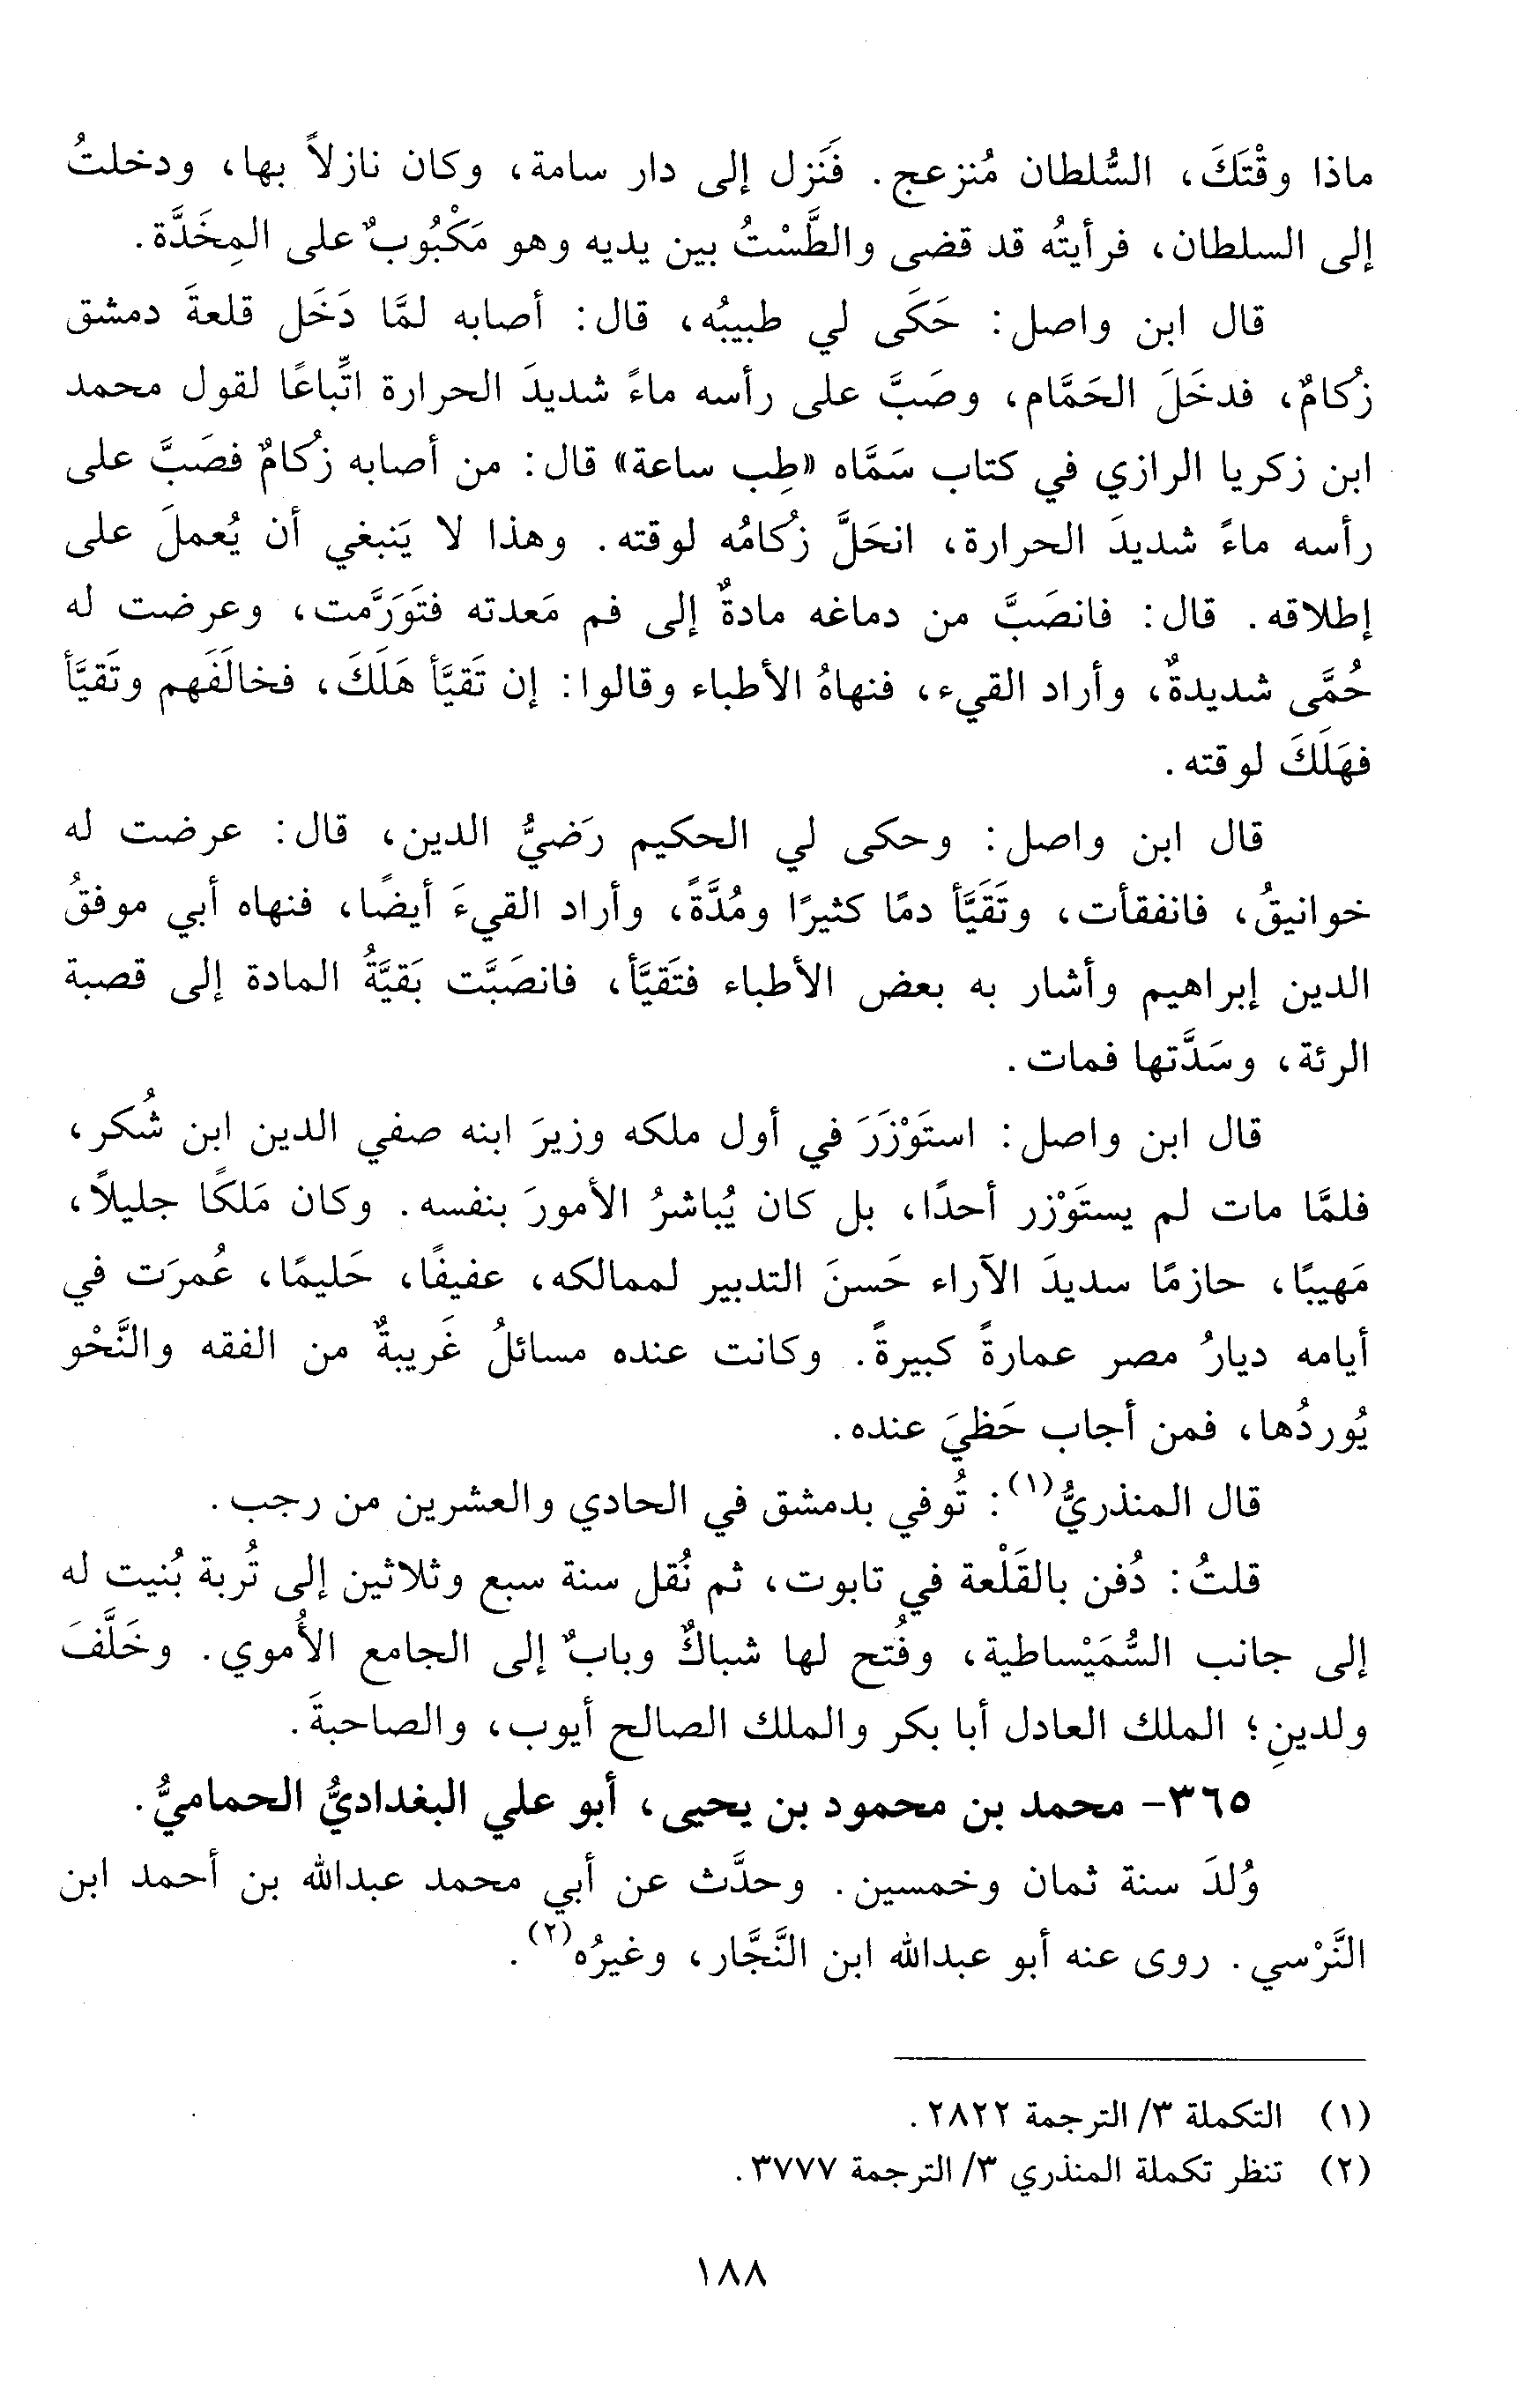 ماذا وقْتَكَ، السُّلطان مُنزعج. فَنَزل إلى دار سامة، وكان نازلاً بها، ودخلتُ
إلى السلطان، فرأيتُه قد قضى والطَّسْتُ بين يديه وهو مَكْبُوبٌ على المِخَدَّة.
قال ابن واصل: حَكَى لي طبيبُه، قال: أصابه لمَّا دَخَل قلعةَ دمشق
زُكامٌ، فدخَلَ الحَمَّام، وصَبَّ على رأسه ماءً شديدَ الحرارة اتِّباعًا لقول محمد
ابن زكريا الرازي في كتاب سَمَّاه «طِب ساعة» قال: من أصابه زُكامٌ فصَبَّ على
رأسه ماءً شديدَ الحرارة، انحَلَّ زُكامُه لوقته. وهذا لا يَنبغي أن يُعملَ على
إطلاقه. قال: فانصَبَّ من دماغه مادةٌ إلى فم مَعدته فتَوَرَّمت، وعرضت له
حُمَّى شديدةٌ، وأراد القيء، فنهاهُ الأطباء وقالوا: إن تَقيَّأ هَلَكَ، فخالَفَهم وتَقيَّأ
فهَلَكَ لوقته.
قال ابن واصل: وحكى لي الحكيم رَضيُّ الدين، قال: عرضت له
خوانيقُ، فانفقأت، وتَقَيَّأ دمًا كثيرًا ومُدَّةً، وأراد القيءَ أيضًا، فنهاه أبي موفقُ
الدين إبراهيم وأشار به بعض الأطباء فتَقيَّأ، فانصَبَّت بَقيَّةُ المادة إلى قصبة
الرئة، وسَدَّتها فمات.
قال ابن واصل: استَوْزَرَ في أول ملكه وزيرَ ابنه صفي الدين ابن شُكر،
فلمَّا مات لم يستَوْزر أحدًا، بل كان يُباشرُ الأمورَ بنفسه. وكان مَلكًا جليلاً،
مَهيبًا، حازمًا سديدَ الآراء حَسنَ التدبير لممالكه، عفيفًا، حَليمًا، عُمرَت في
أيامه ديارُ مصر عمارةً كبيرةً. وكانت عنده مسائلُ غَريبةٌ من الفقه والنَّحْو
يُوردُها، فمن أجاب حَظيَ عنده.
قال المنذريُّ(١): تُوفي بدمشق في الحادي والعشرين من رجب.
قلتُ: دُفن بالقَلْعة في تابوت، ثم نُقل سنة سبع وثلاثين إلى تُربة بُنيت له
إلى جانب السُّمَيْساطية، وفُتح لها شباكٌ وبابٌ إلى الجامع الأُموي. وخَلَّفَ
ولدينِ؛ الملك العادل أبا بكر والملك الصالح أيوب، والصاحبةَ.
٣٦٥- محمد بن محمود بن يحيى، أبو علي البغداديُّ الحماميُّ.
وُلدَ سنة ثمان وخمسين. وحدَّث عن أبي محمد عبدالله بن أحمد ابن
النَّرْسي. روى عنه أبو عبدالله ابن النَّجَّار، وغيرُه(٢).
(١) التكملة ٣/ الترجمة ٢٨٢٢.
(٢) تنظر تكملة المنذري ٣/ الترجمة ٣٧٧٧.
١٨٨